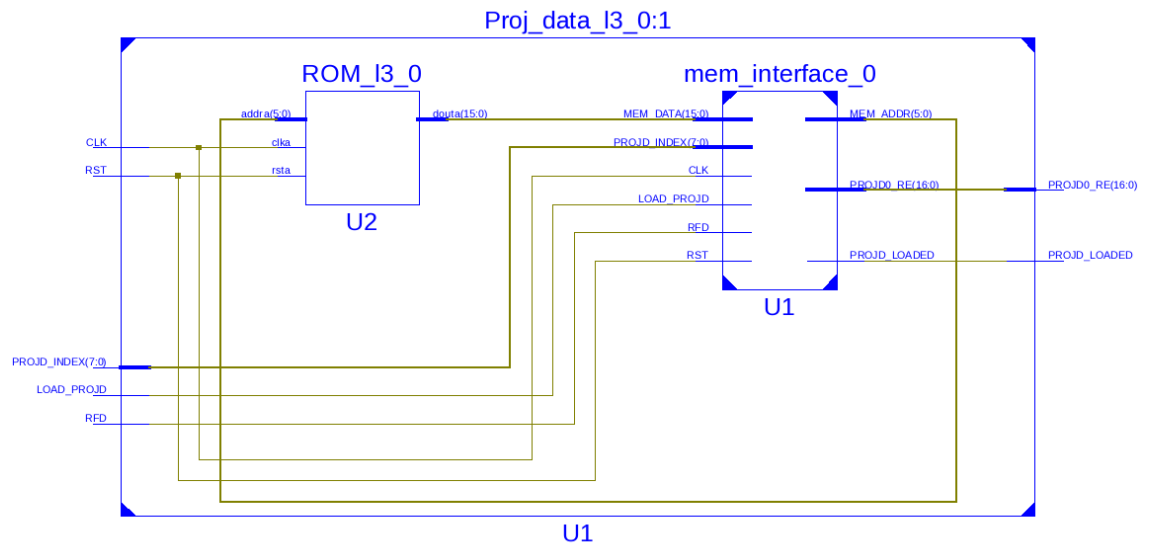 Proj_data_l3_0:1
ROM_l3_0
mem_interface_0
addra(5:0)
douta(15:0)
MEM_DATA(15:0)
MEM_ADDR(5:0)
CLK
clka
PROJD_INDEX(7:0)
RST
rsta
CLK
PROJD0_RE(16:0)
PROJD0_RE(16:0)
LOAD_PROJD
U2
RFD
RST
PROJD_LOADED
PROJD_LOADED
U1
PROJD_INDEX(7:0)
LOAD_PROJD
RFD
U1